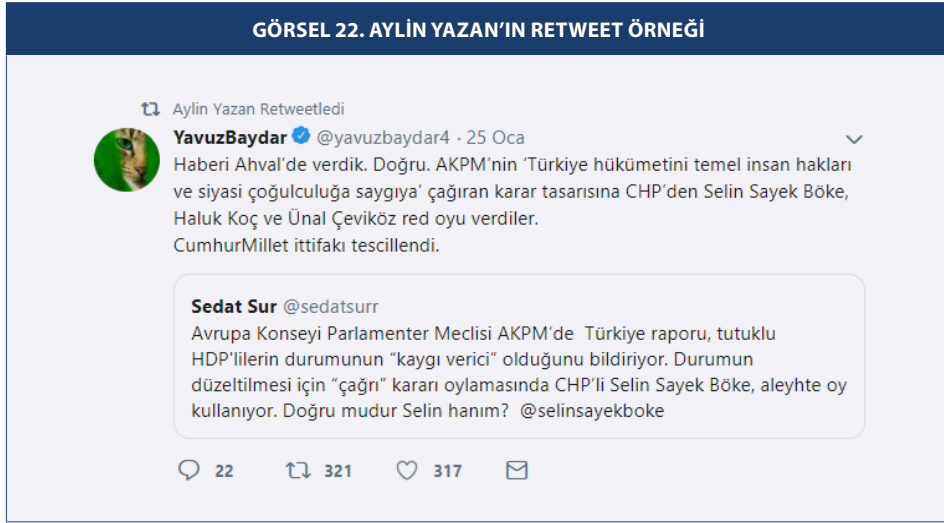 GÖRSEL 22. AYLİN YAZAN’IN RETWEET ÖRNEĞİ
Aylin Yazan Retweetledi
YavuzBaydar @yavuzbaydar4 · 25 Oca
Haberi Ahval’de verdik. Doğru. AKPM’nin ‘Türkiye hükümetini temel insan hakları
ve siyasi çoğulculuğa saygıya’ çağıran karar tasarısına CHP’den Selin Sayek Böke,
Haluk Koç ve Ünal Çeviköz red oyu verdiler.
CumhurMillet ittifakı tescillendi.
Sedat Sur @sedatsurr
Avrupa Konseyi Parlamenter Meclisi AKPM’de Türkiye raporu, tutuklu
HDP'lilerin durumunun “kaygı verici” olduğunu bildiriyor. Durumun
düzeltilmesi için “çağrı” kararı oylamasında CHP’li Selin Sayek Böke, aleyhte oy
kullanıyor. Doğru mudur Selin hanım? @selinsayekboke
22 321 317